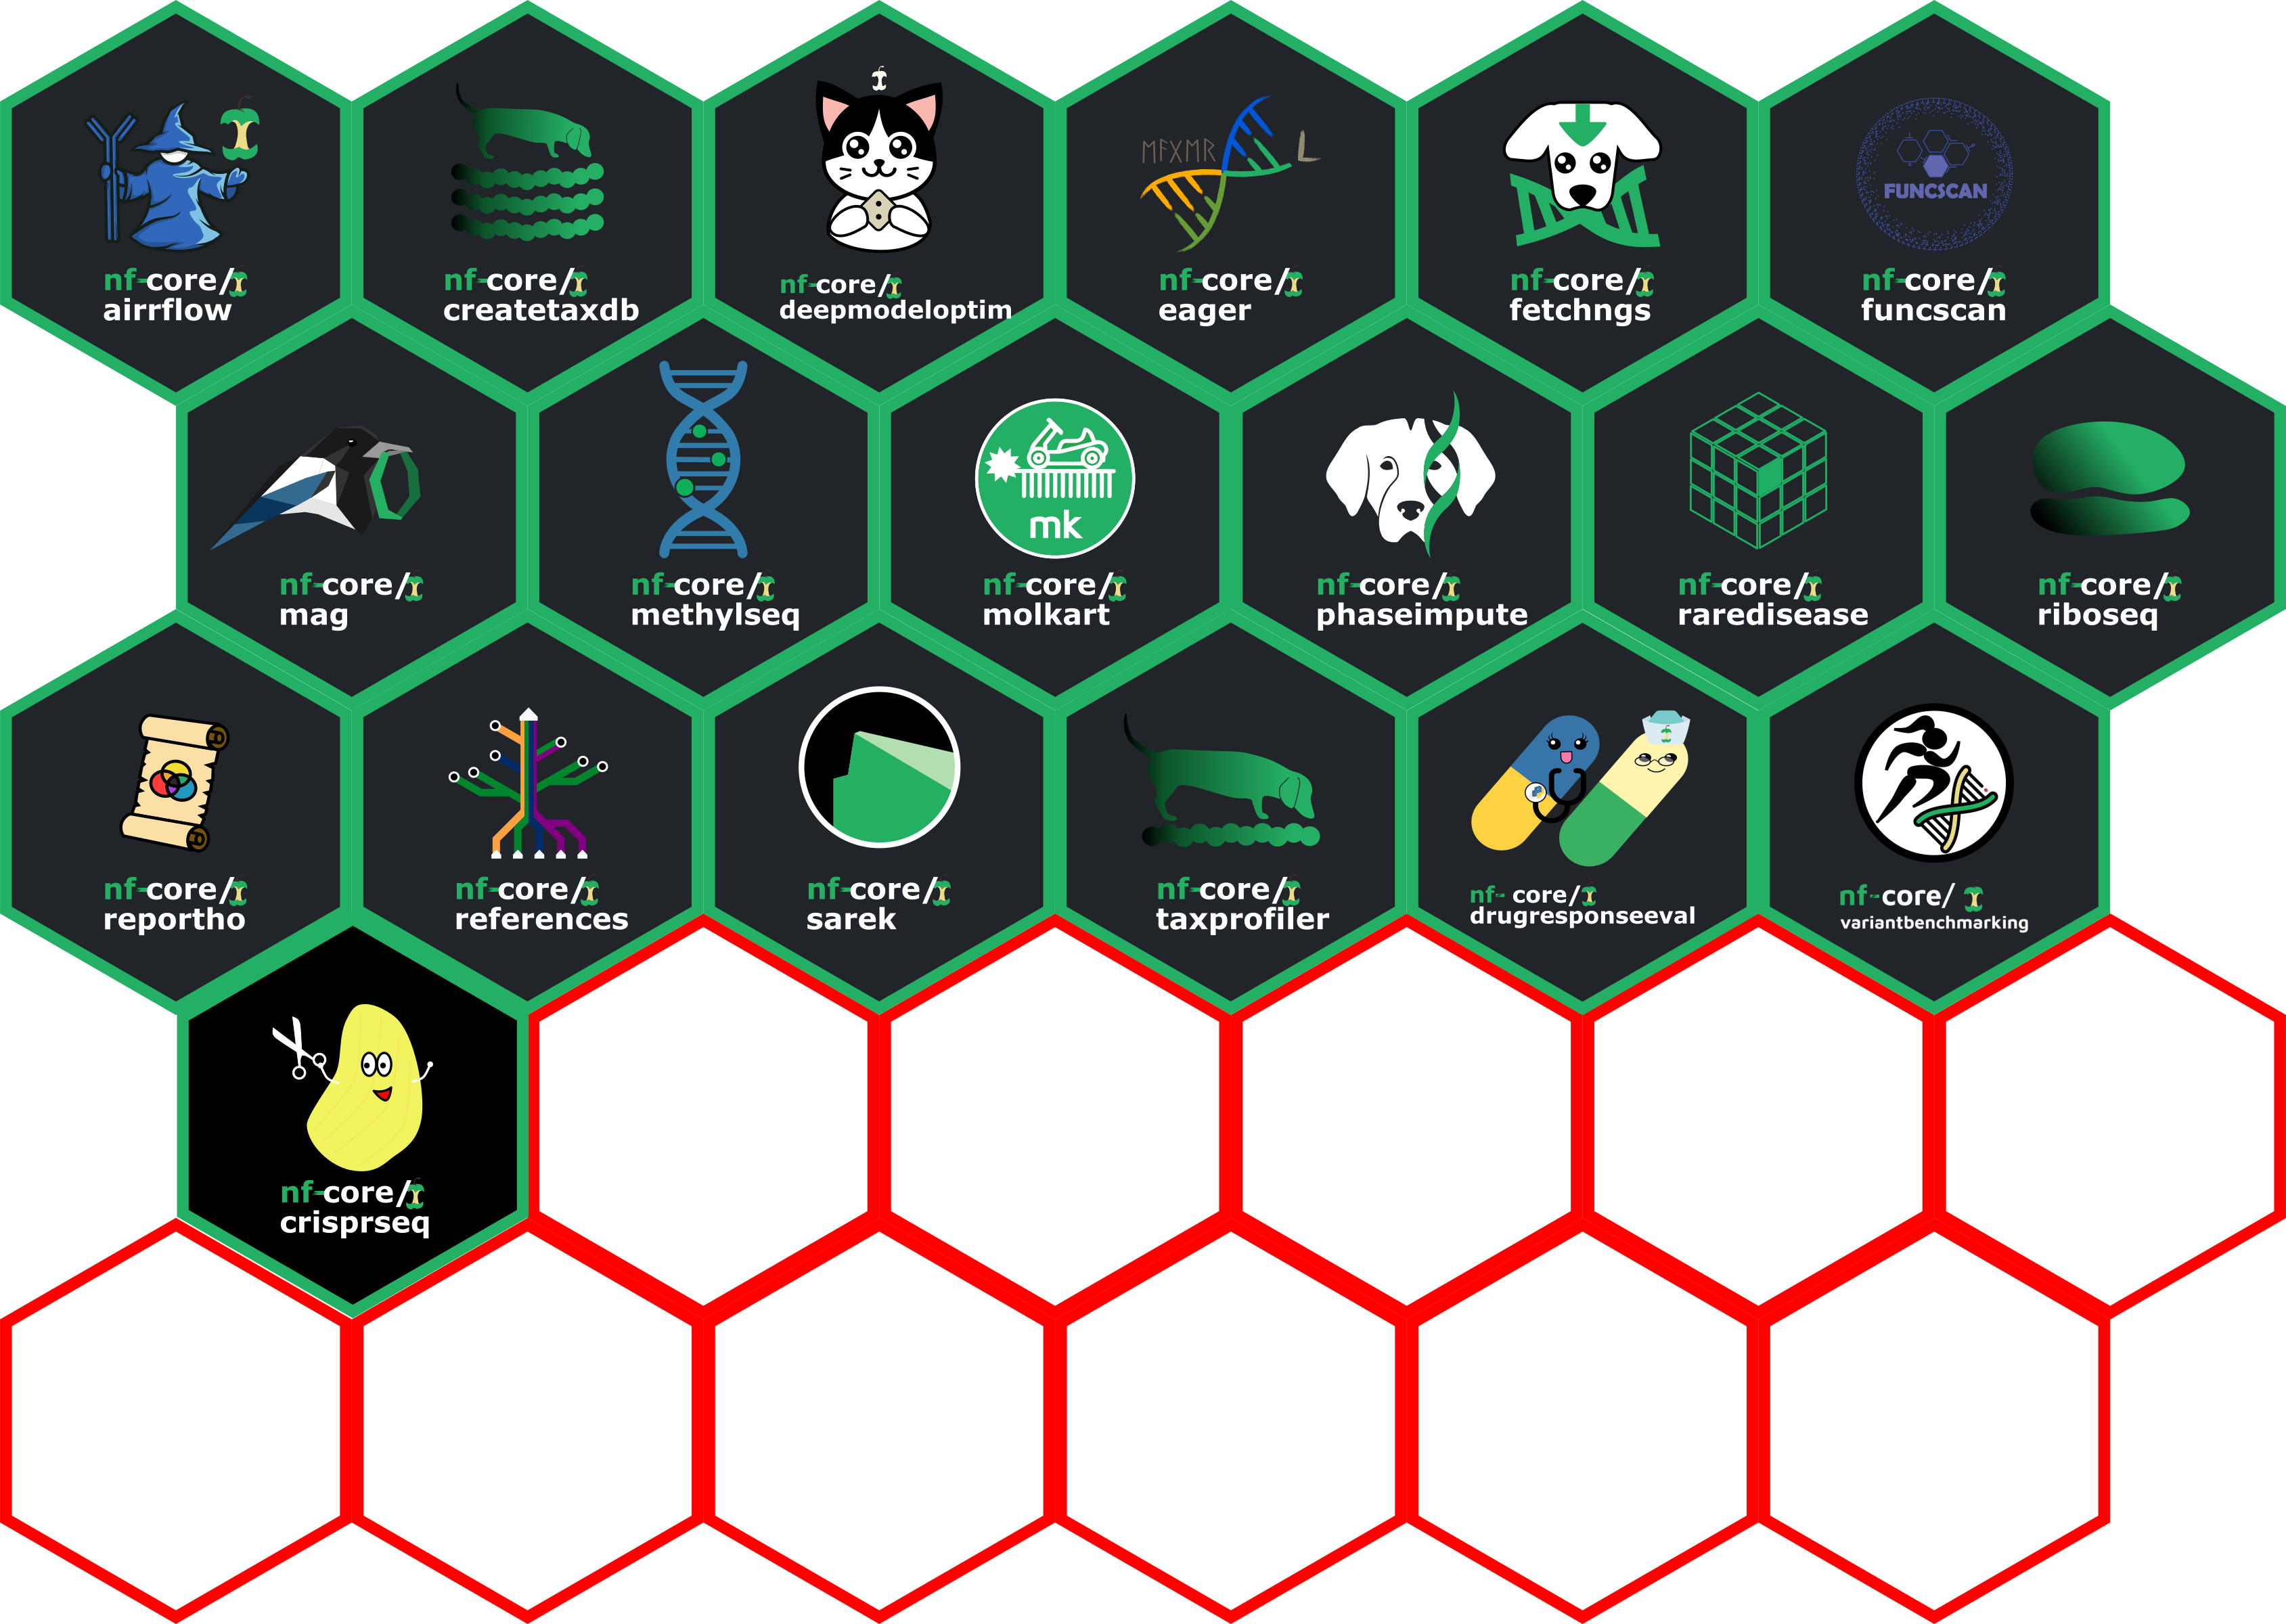 nf-core/
airrflow
nf-core/
createtaxdb
nf-core/
deepmodeloptim
ᛖᚨᚷᛖᚱ
nf-core/
eager
nf-core/
fetchngs
FUNCSCAN
nf-core/
funcscan
nf-core/
mag
nf-core/
methylseq
mk
nf-core/
molkart
nf-core/
phaseimpute
nf-core/
raredisease
nf-core/
riboseq
nf-core/
reportho
nf-core/
references
nf-core/
sarek
nf-core/
taxprofiler
nf-core/
drugresponseeval
nf-core/
variantbenchmarking
nf-core/
crisprseq